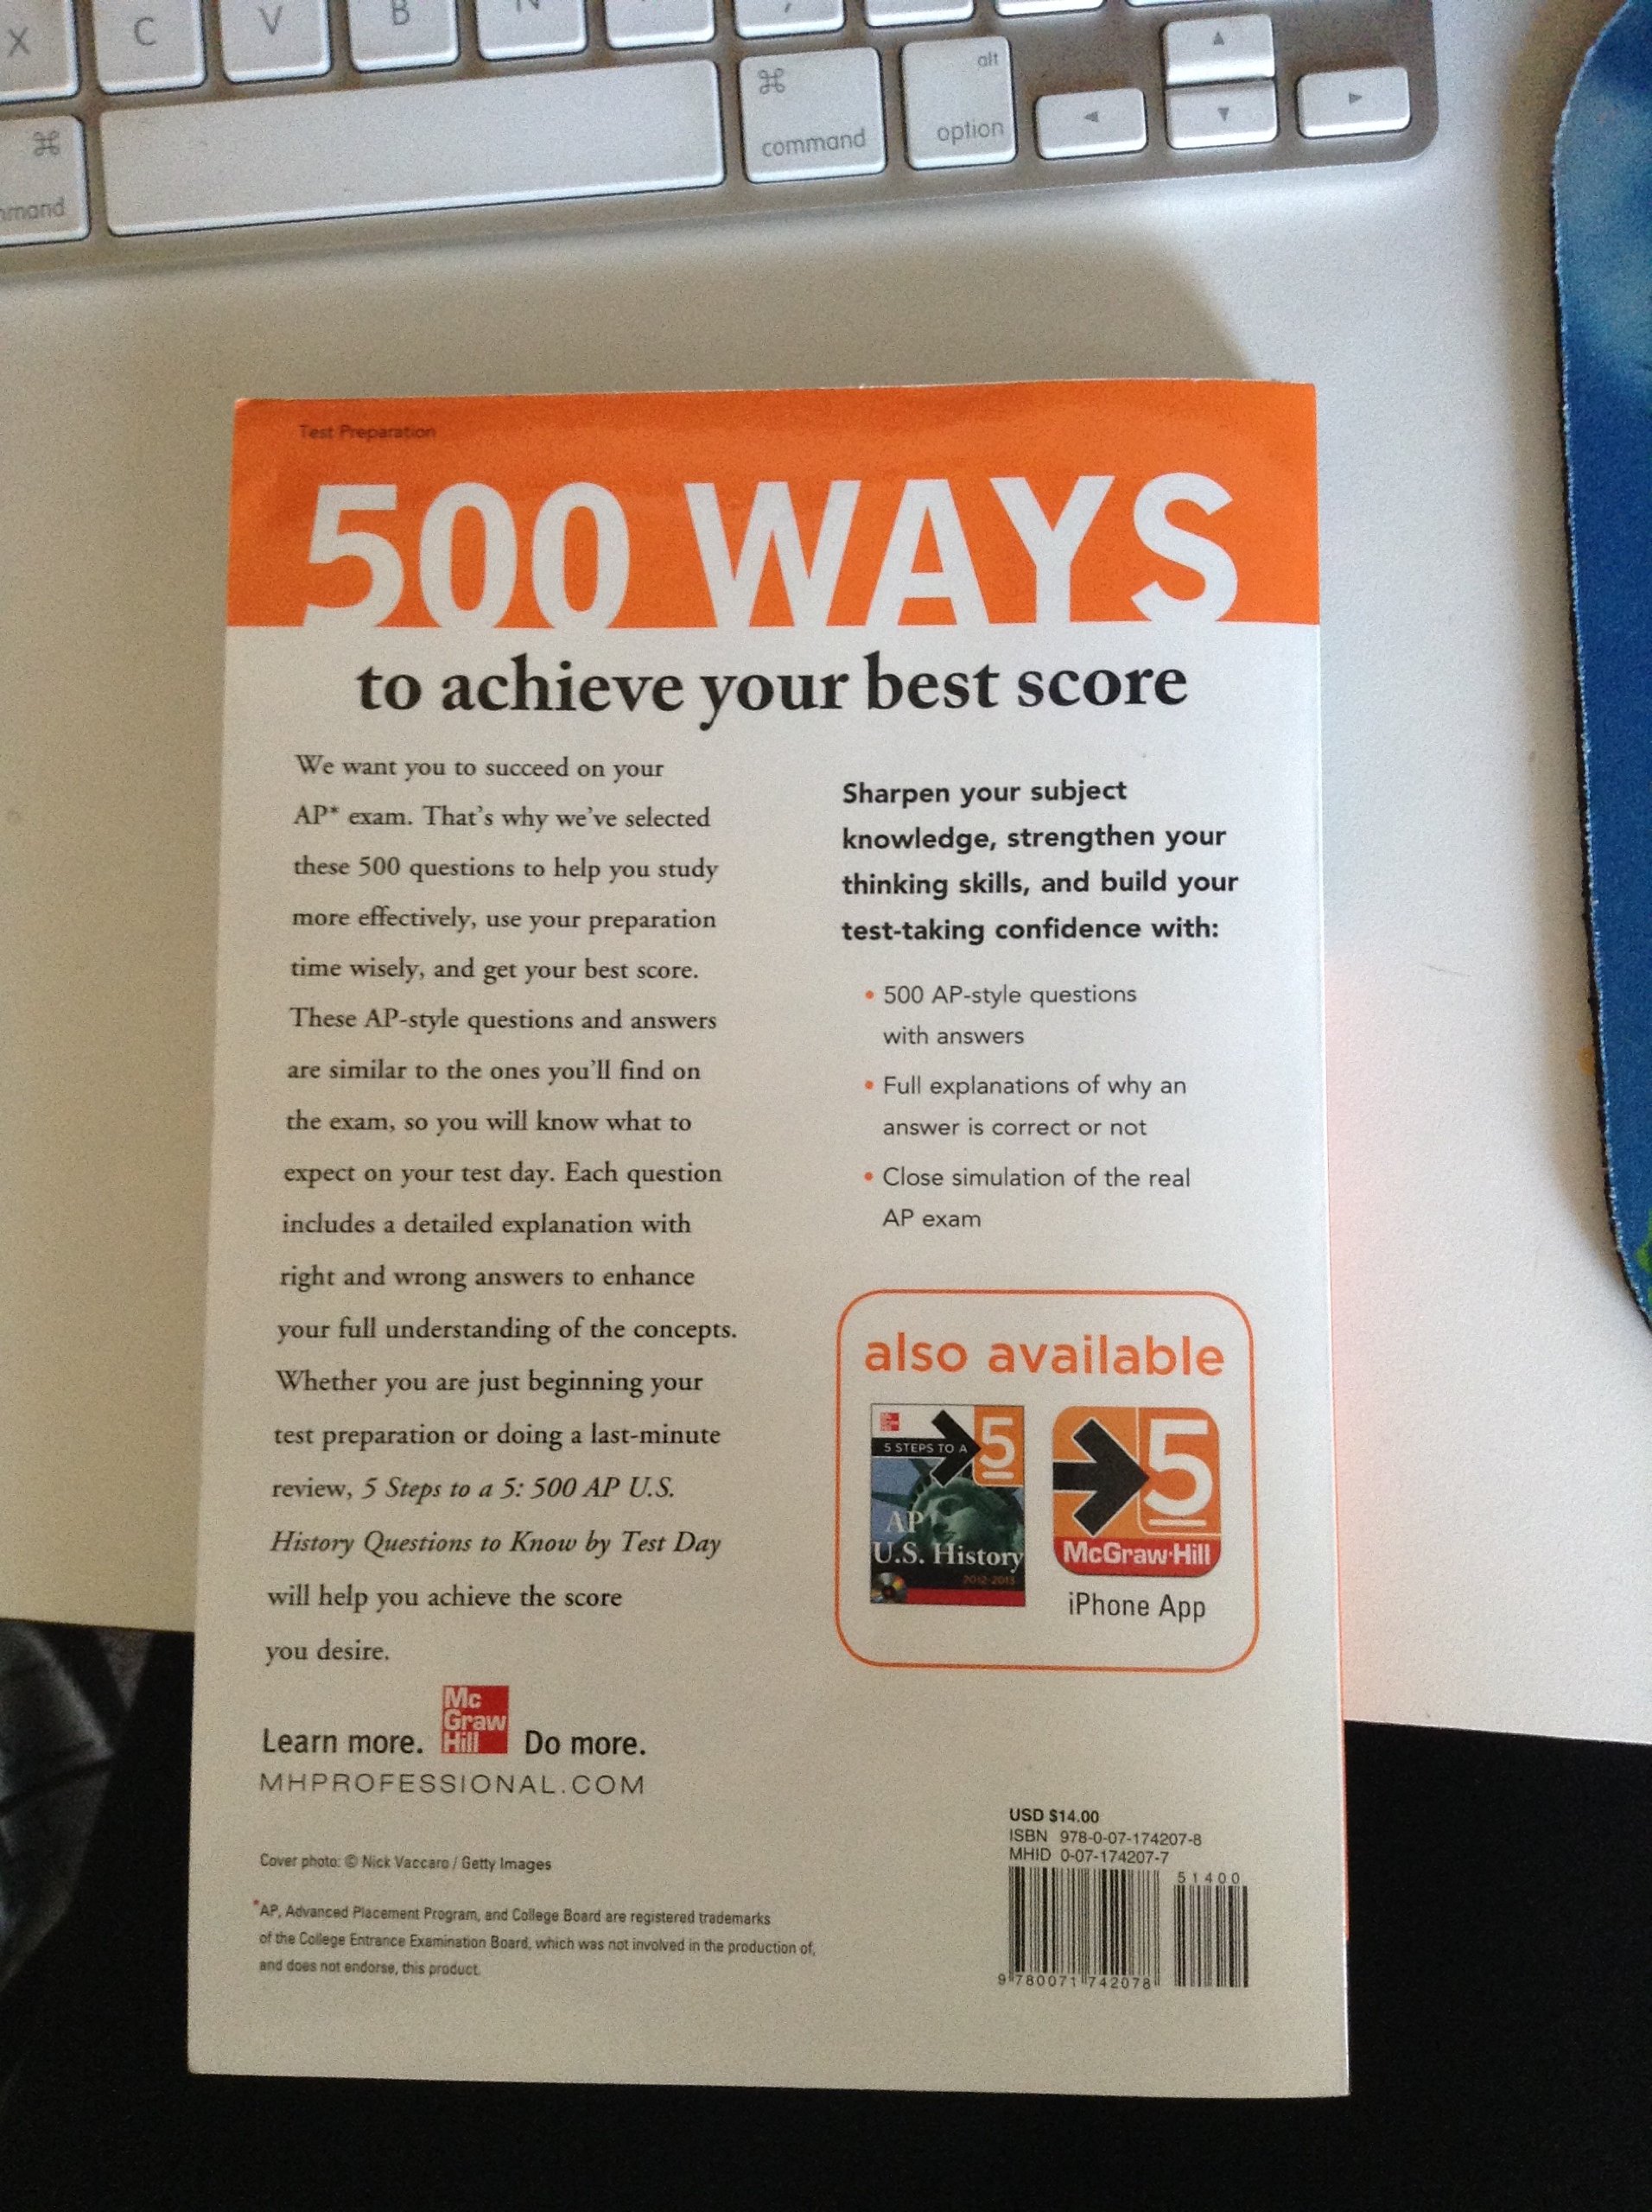 X
C
V
B
N
⌘
command
alt
option
⌘
mmand
Test Preparation
500 WAYS
to achieve your best score
We want you to succeed on your
AP* exam. That's why we've selected
these 500 questions to help you study
more effectively, use your preparation
time wisely, and get your best score.
These AP-style questions and answers
are similar to the ones you'll find on
the exam, so you will know what to
expect on your test day. Each question
includes a detailed explanation with
right and wrong answers to enhance
your full understanding of the concepts.
Whether you are just beginning your
test preparation or doing a last-minute
review, 5 Steps to a 5: 500 AP U.S.
History Questions to Know by Test Day
will help you achieve the score
you desire.
Sharpen your subject
knowledge, strengthen your
thinking skills, and build your
test-taking confidence with:
• 500 AP-style questions
with answers
• Full explanations of why an
answer is correct or not
• Close simulation of the real
AP exam
also available
5 STEPS TO A 5
AP
U.S. History
2012-2013
5
McGraw·Hill
iPhone App
Mc
Graw
Hill
Learn more. Do more.
MHPROFESSIONAL.COM
Cover photo: © Nick Vaccaro / Getty Images
*AP, Advanced Placement Program, and College Board are registered trademarks
of the College Entrance Examination Board, which was not involved in the production of,
and does not endorse, this product.
USD $14.00
ISBN 978-0-07-174207-8
MHID 0-07-174207-7
51400
9 780071 742078